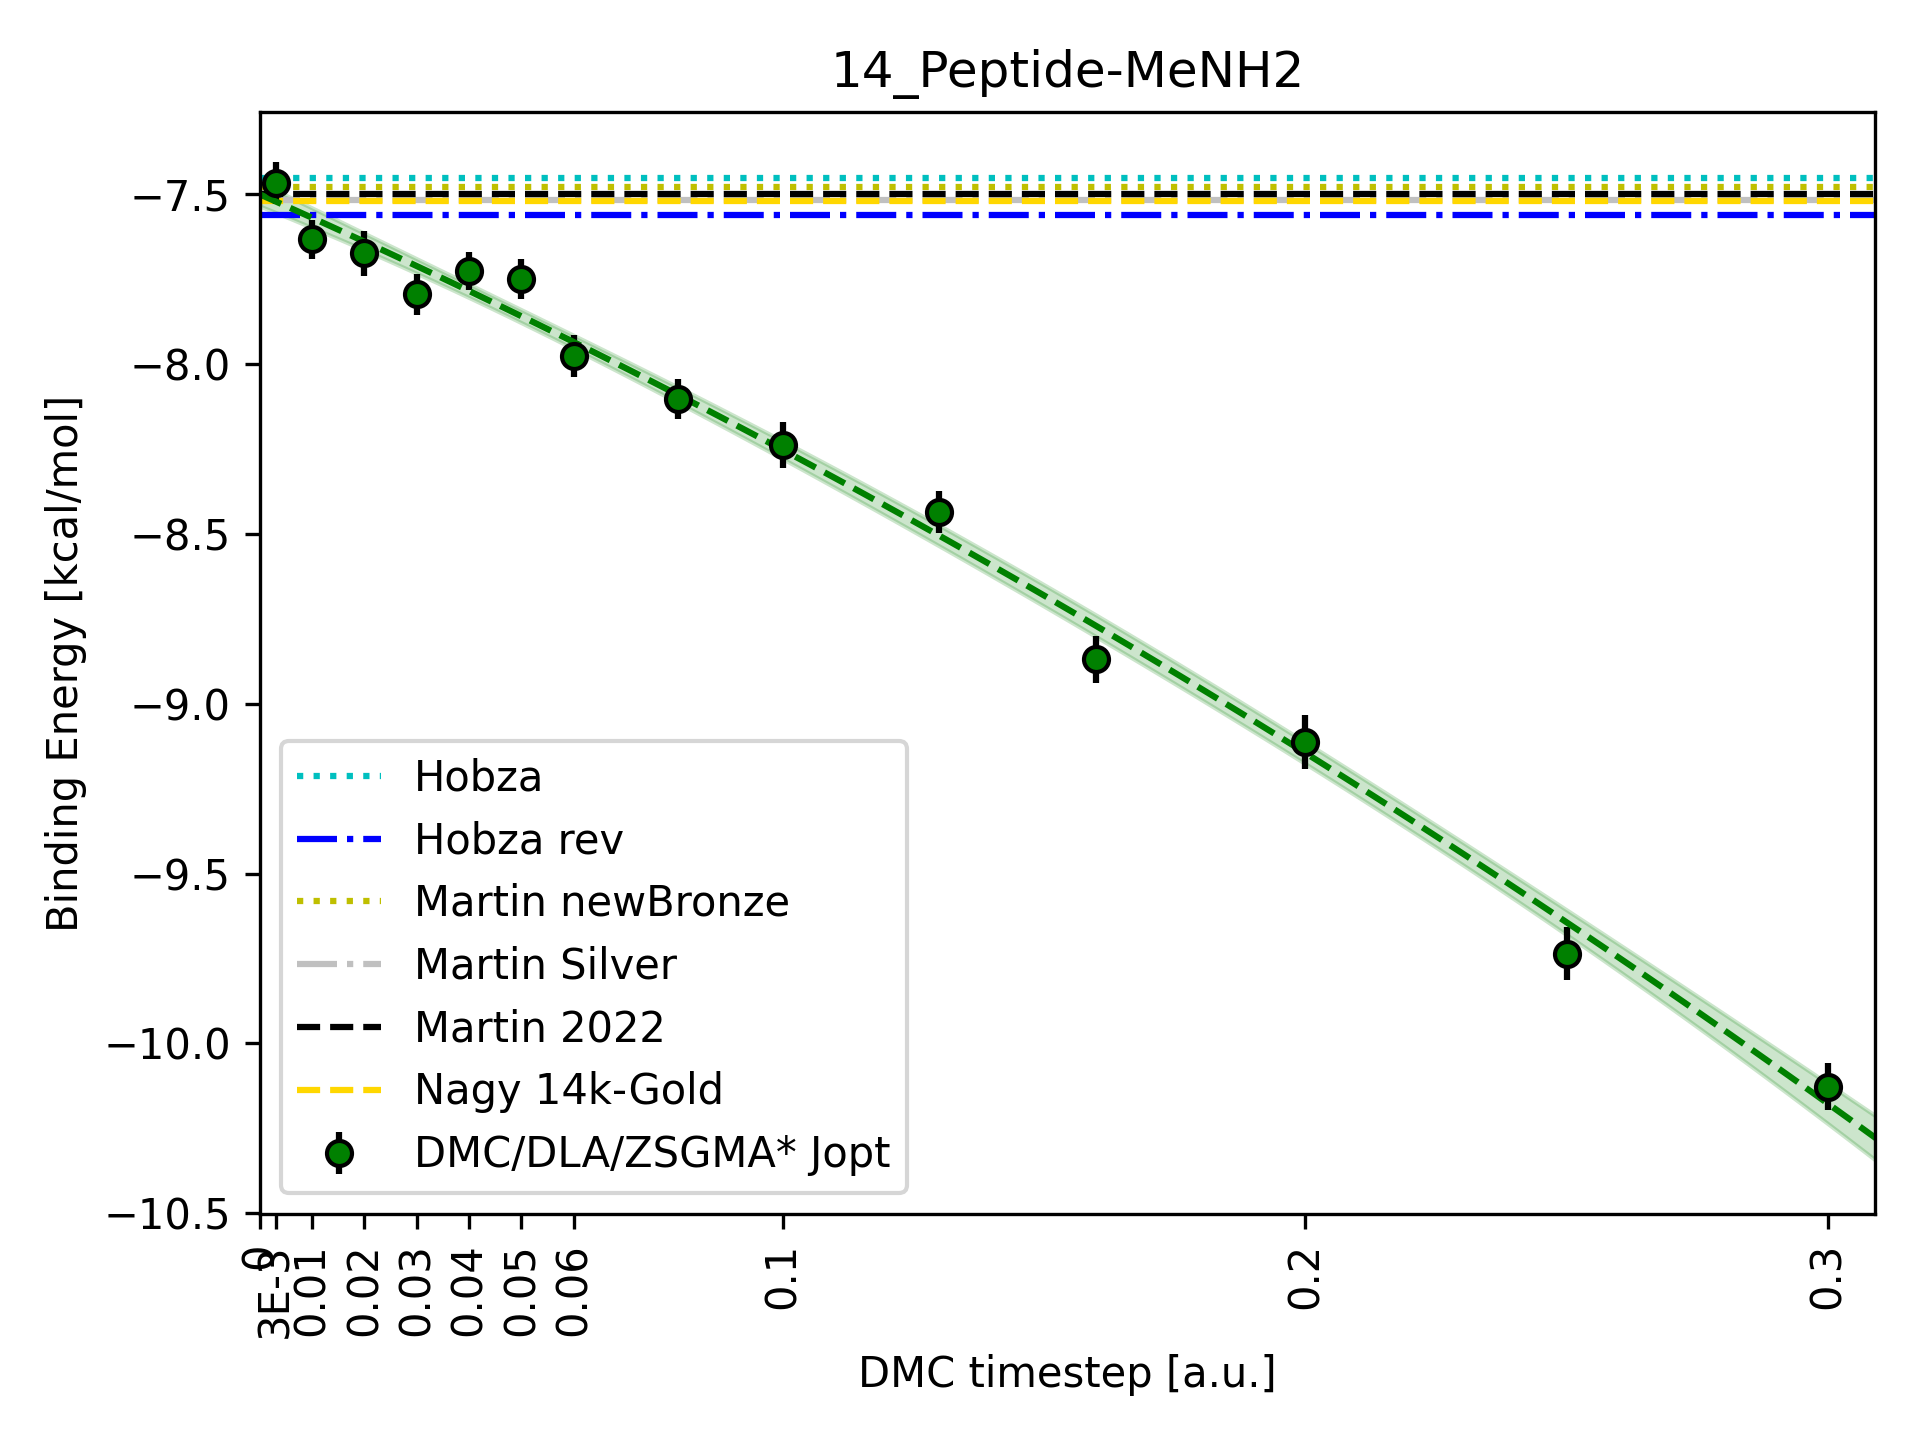 14_Peptide-MeNH2
Binding Energy [kcal/mol]
−7.5
−8.0
−8.5
−9.0
−9.5
−10.0
−10.5
Hobza
Hobza rev
Martin newBronze
Martin Silver
Martin 2022
Nagy 14k-Gold
DMC/DLA/ZSGMA* Jopt
0
3E-3
0.01
0.02
0.03
0.04
0.05
0.06
0.1
0.2
0.3
DMC timestep [a.u.]